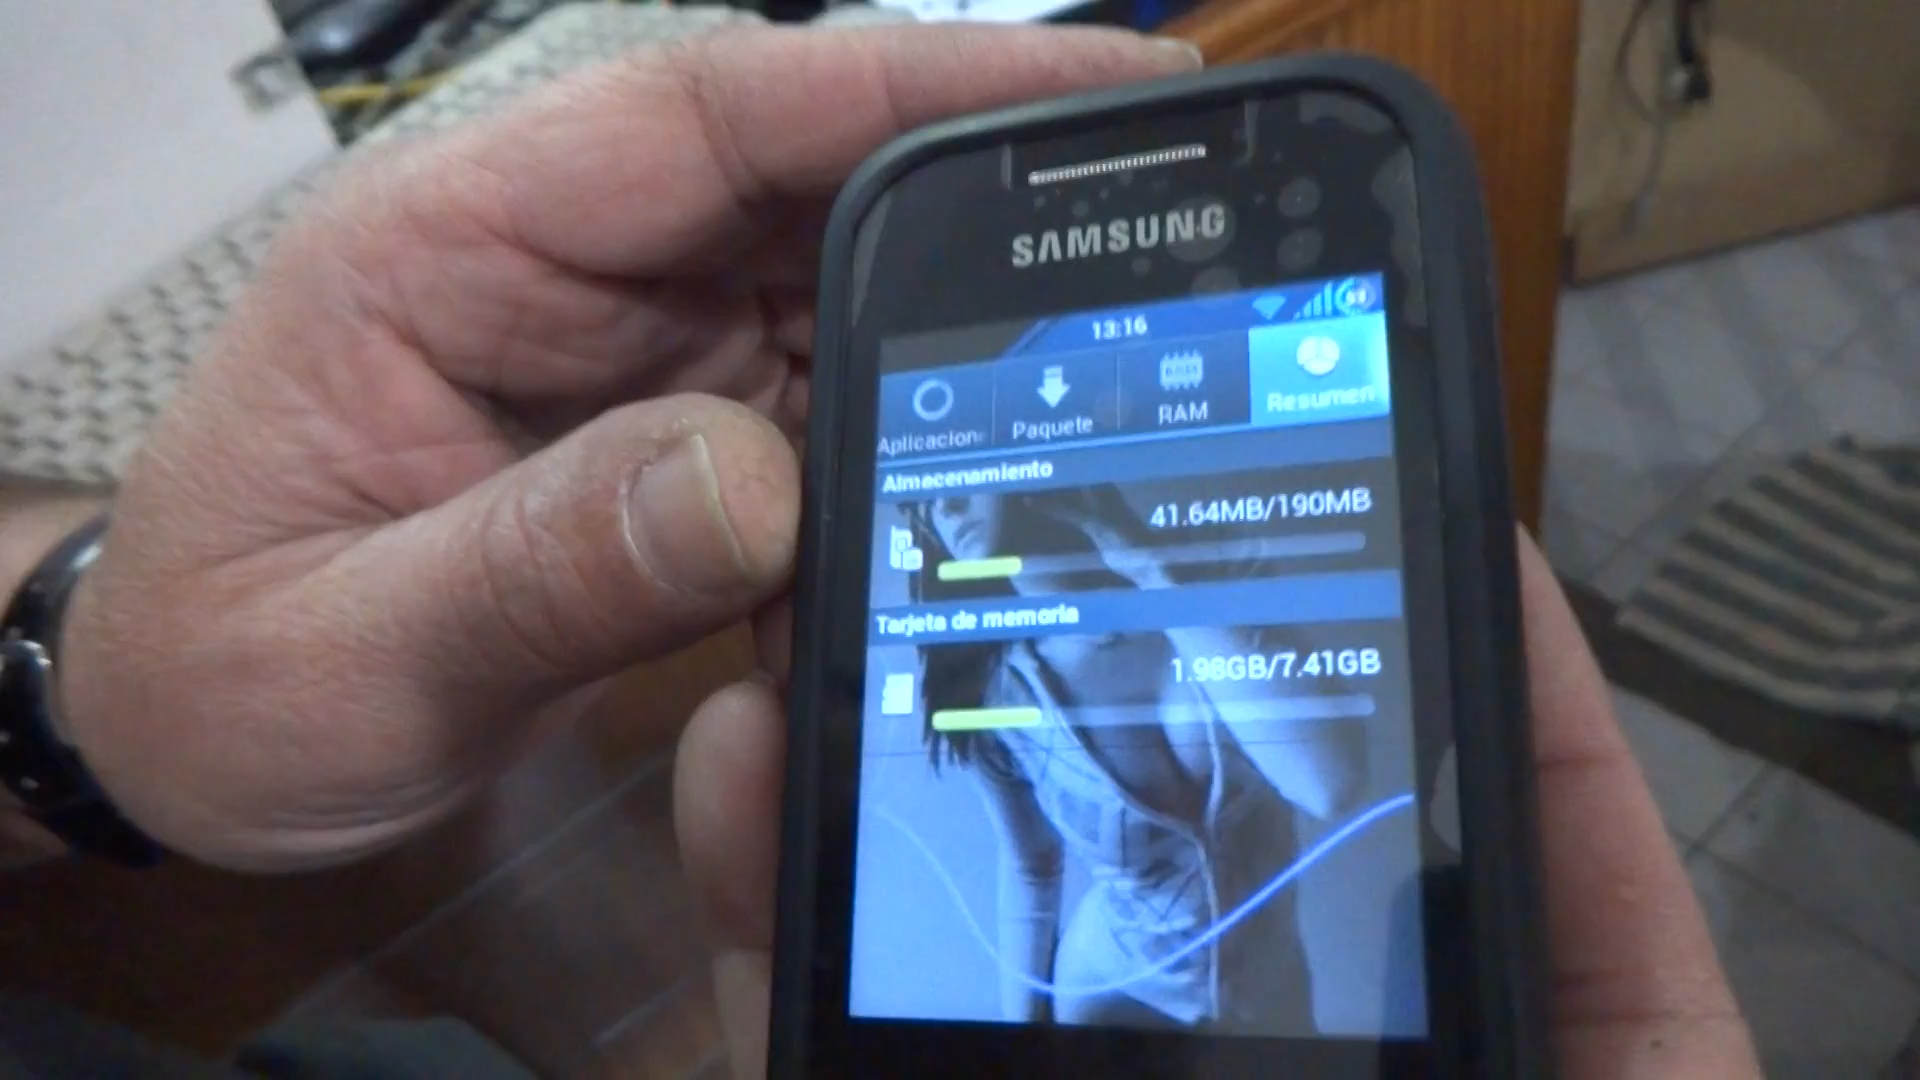 SAMSUNG
13:16
Aplicacion
Paquete
RAM
Resumen
Almacenamiento
41.64MB/190MB
Tarjeta de memoria
1.98GB/7.41GB